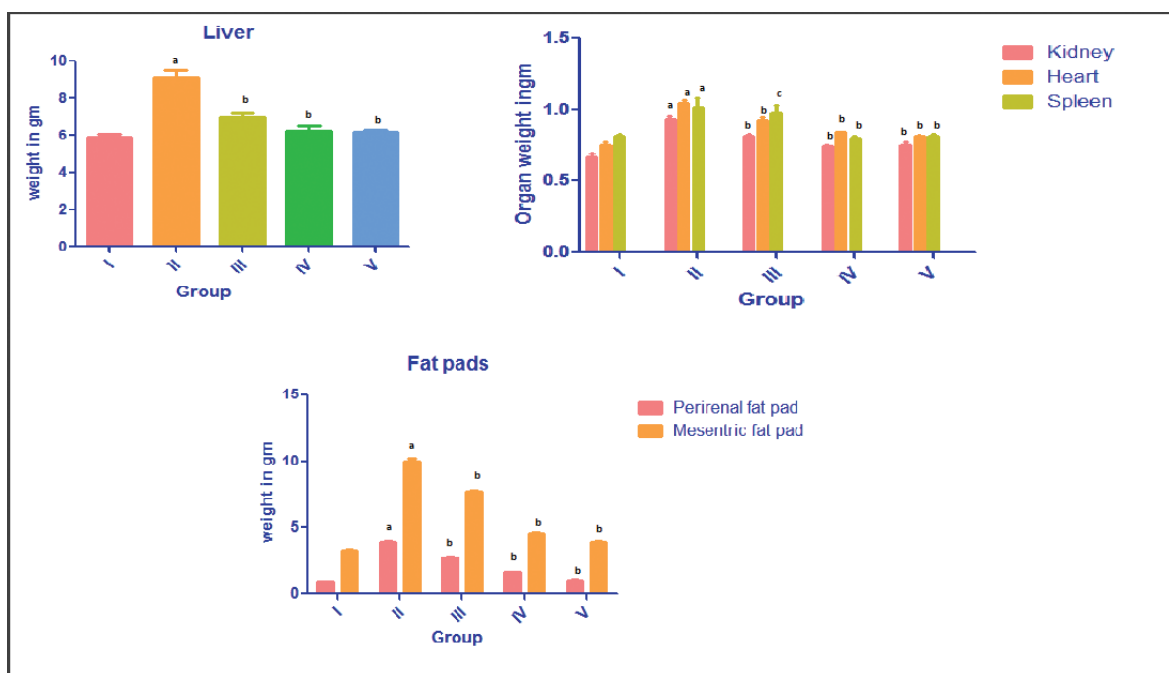 Liver
weight in gm
10
8
6
4
2
0
a
b
b
b
I
II
III
IV
V
Group
Organ weight ingm
1.5
1.0
0.5
0.0
a
a
a
b
b
c
b
b
b
b
b
b
I
II
III
IV
V
Group
Kidney
Heart
Spleen
Fat pads
weight in gm
15
10
5
0
a
a
b
b
b
b
b
b
I
II
III
IV
V
Group
Perirenal fat pad
Mesentric fat pad